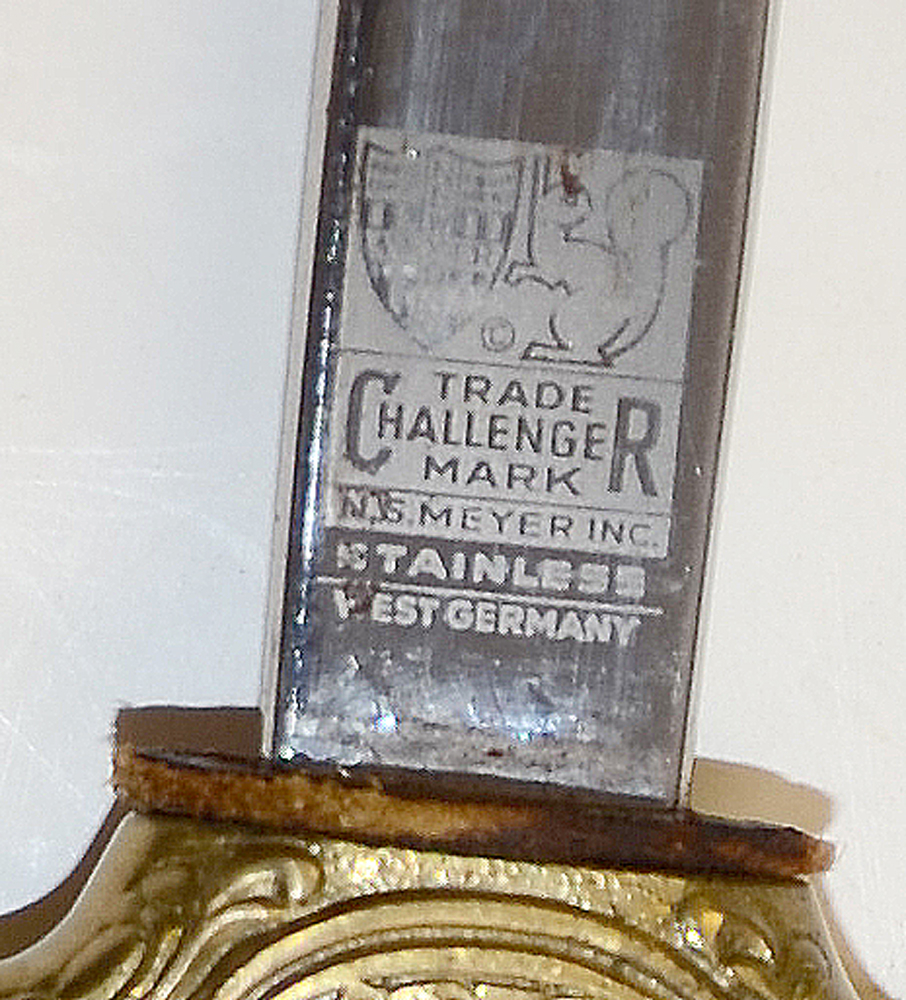 ©
TRADE
CHALLENGER
MARK
N.S. MEYER INC.
STAINLESS
WEST GERMANY